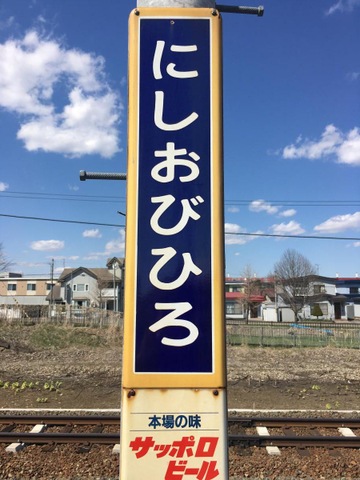 にしおびひろ
本場の味
サッポロ
ビール